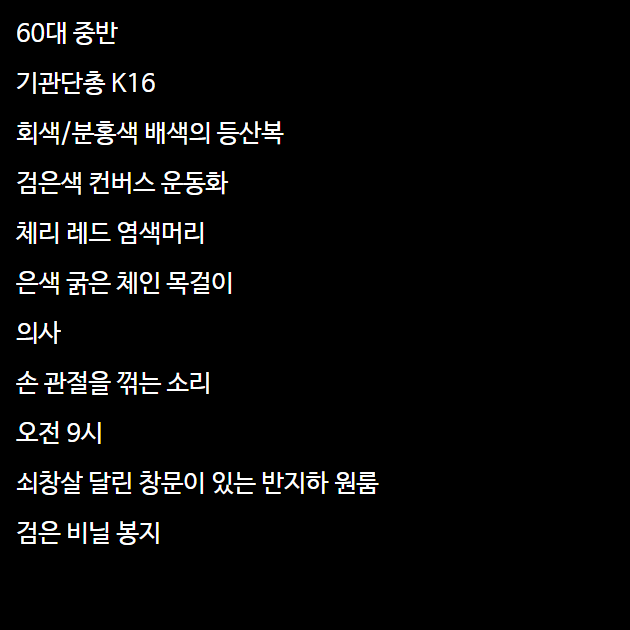 60대 중반
기관단총 K16
회색/분홍색 배색의 등산복
검은색 컨버스 운동화
체리 레드 염색머리
은색 굵은 체인 목걸이
의사
손 관절을 꺾는 소리
오전 9시
쇠창살 달린 창문이 있는 반지하 원룸
검은 비닐 봉지